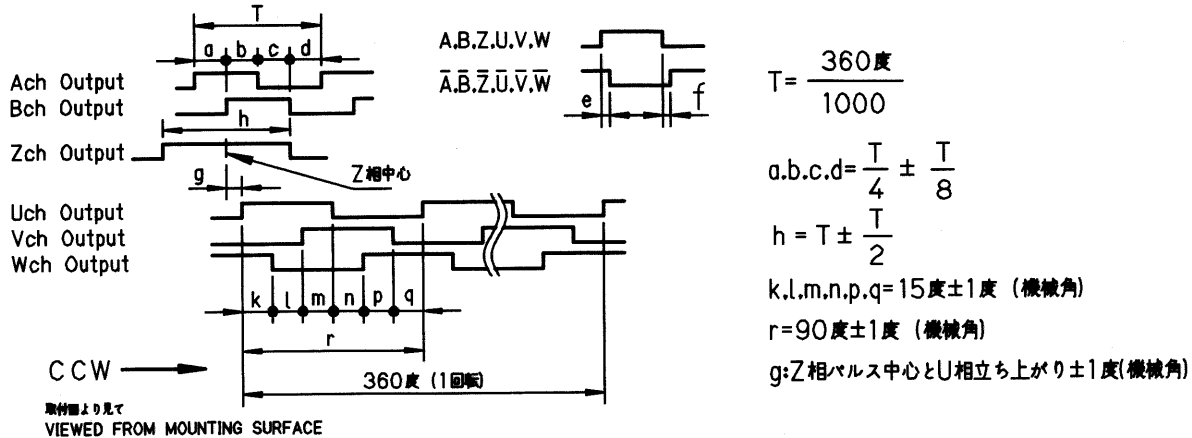 T
a b c d
Ach Output
Bch Output
h
Zch Output
g
Z相中心
Uch Output
Vch Output
Wch Output
k l m n p q
r
CCW
360度 (1回転)
取付面より見て
VIEWED FROM MOUNTING SURFACE
A.B.Z.U.V.W
A̅.B̅.Z̅.U̅.V̅.W̅
e f
T= 360度 / 1000
a.b.c.d= T/4 ± T/8
h = T ± T/2
k.l.m.n.p.q=15度±1度 (機械角)
r=90度±1度 (機械角)
g:Z相パルス中心とU相立ち上がり±1度(機械角)